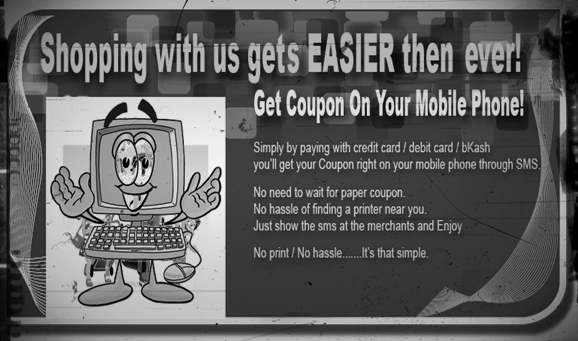 Shopping with us gets EASIER then ever!
Get Coupon On Your Mobile Phone!
Simply by paying with credit card / debit card / bKash
you'll get your Coupon right on your mobile phone through SMS.
No need to wait for paper coupon.
No hassle of finding a printer near you.
Just show the sms at the merchants and Enjoy
No print / No hassle.......It's that simple.